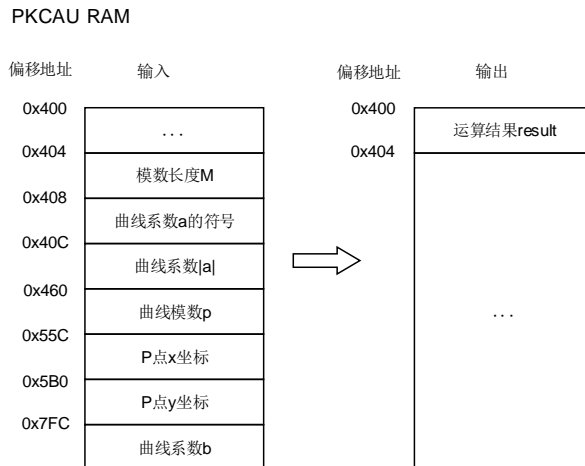 PKCAU RAM
偏移地址 输入 偏移地址 输出
0x400 0x400
... 运算结果result
0x404 0x404
模数长度M
0x408
曲线系数a的符号
0x40C
曲线系数|a|
0x460
曲线模数p
...
0x55C
P点x坐标
0x5B0
P点y坐标
0x7FC
曲线系数b